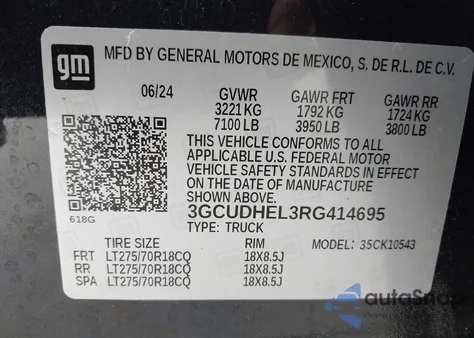 gm
MFD BY GENERAL MOTORS DE MEXICO, S. DE R.L. DE C.V.
06/24 GVWR GAWR FRT GAWR RR
3221 KG 1792 KG 1724 KG
7100 LB 3950 LB 3800 LB
THIS VEHICLE CONFORMS TO ALL
APPLICABLE U.S. FEDERAL MOTOR
VEHICLE SAFETY STANDARDS IN EFFECT
ON THE DATE OF MANUFACTURE
SHOWN ABOVE.
3GCUDHEL3RG414695
618G TYPE: TRUCK
TIRE SIZE RIM MODEL: 35CK10543
FRT LT275/70R18CQ 18X8.5J
RR LT275/70R18CQ 18X8.5J
SPA LT275/70R18CQ 18X8.5J
autoSnap